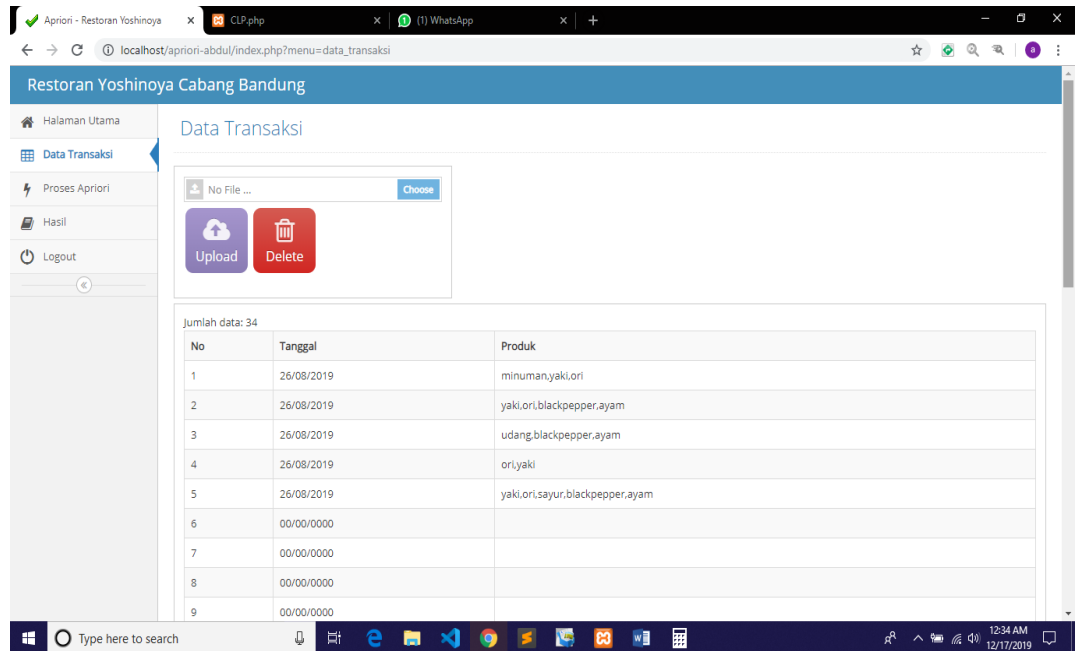 Apriori - Restoran Yoshinoya
CLP.php
(1) WhatsApp
localhost/apriori-abdul/index.php?menu=data_transaksi
a
Restoran Yoshinoya Cabang Bandung
Halaman Utama
Data Transaksi
Proses Apriori
Hasil
Logout
Data Transaksi
No File ...
Choose
Upload
Delete
Jumlah data: 34
No Tanggal Produk
1 26/08/2019 minuman,yaki,ori
2 26/08/2019 yaki,ori,blackpepper,ayam
3 26/08/2019 udang,blackpepper,ayam
4 26/08/2019 ori,yaki
5 26/08/2019 yaki,ori,sayur,blackpepper,ayam
6 00/00/0000
7 00/00/0000
8 00/00/0000
9 00/00/0000
Type here to search
12:34 AM
12/17/2019